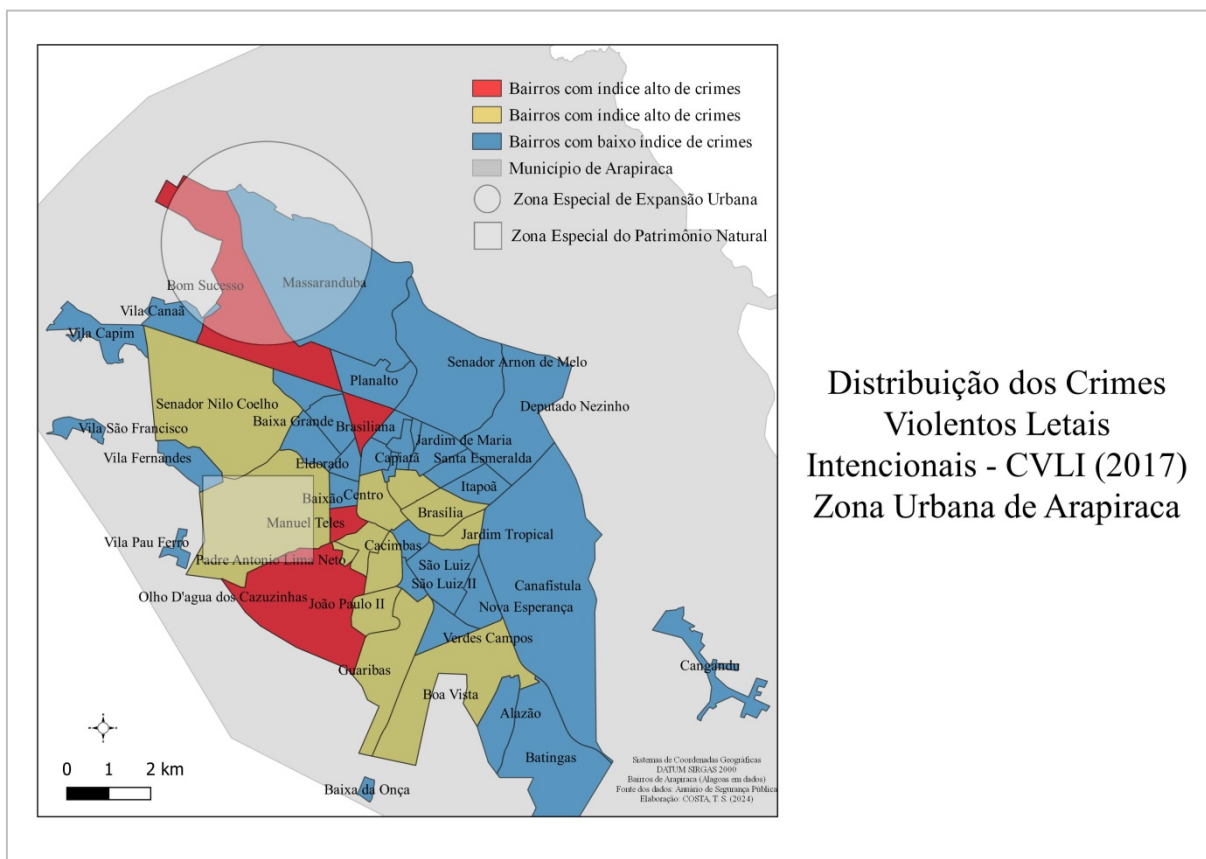 Bairros com índice alto de crimes
Bairros com índice alto de crimes
Bairros com baixo índice de crimes
Município de Arapiraca
Zona Especial de Expansão Urbana
Zona Especial do Patrimônio Natural
Bom Sucesso
Massaranduba
Vila Canaã
Vila Capim
Senador Arnon de Melo
Planalto
Senador Nilo Coelho
Deputado Nezinho
Baixa Grande
Brasiliana
Vila São Francisco
Jardim de Maria
Vila Fernandes
Eldorado
Capiatã
Santa Esmeralda
Itapoã
Baixão
Centro
Brasília
Manuel Teles
Jardim Tropical
Vila Pau Ferro
Cacimbas
Padre Antonio Lima Neto
São Luiz
São Luiz II
Canafístula
Olho D'agua dos Cazuzinhas
João Paulo II
Nova Esperança
Verdes Campos
Guaribas
Cangandu
Boa Vista
Alazão
Batingas
Baixa da Onça
0 1 2 km
Sistemas de Coordenadas Geográficas
DATUM SIRGAS 2000
Bairros de Arapiraca (Alagoas em dados)
Fonte dos dados: Anuário de Segurança Pública
Elaboração: COSTA, T. S. (2024)
Distribuição dos Crimes
Violentos Letais
Intencionais - CVLI (2017)
Zona Urbana de Arapiraca